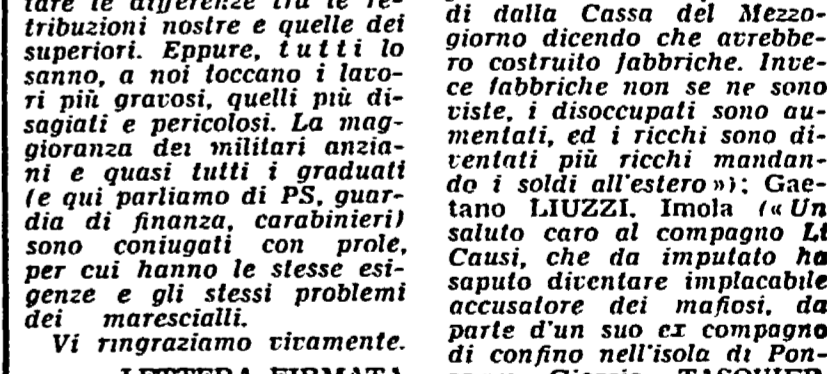 tare le differenze tra le re-
tribuzioni nostre e quelle dei
superiori. Eppure, tutti lo
sanno, a noi toccano i lavo-
ri più gravosi, quelli più di-
sagiati e pericolosi. La mag-
gioranza dei militari anzia-
ni e quasi tutti i graduati
(e qui parliamo di PS, guar-
dia di finanza, carabinieri)
sono coniugati con prole,
per cui hanno le stesse esi-
genze e gli stessi problemi
dei marescialli.
Vi ringraziamo vivamente.
LETTERA FIRMATA
di dalla Cassa del Mezzo-
giorno dicendo che avrebbe-
ro costruito fabbriche. Inve-
ce fabbriche non se ne sono
viste, i disoccupati sono au-
mentati, ed i ricchi sono di-
ventati più ricchi mandan-
do i soldi all'estero»); Gae-
tano LIUZZI, Imola («Un
saluto caro al compagno Li
Causi, che da imputato ha
saputo diventare implacabile
accusatore dei mafiosi, da
parte d'un suo ex compagno
di confino nell'isola di Pon-
TASQUIER